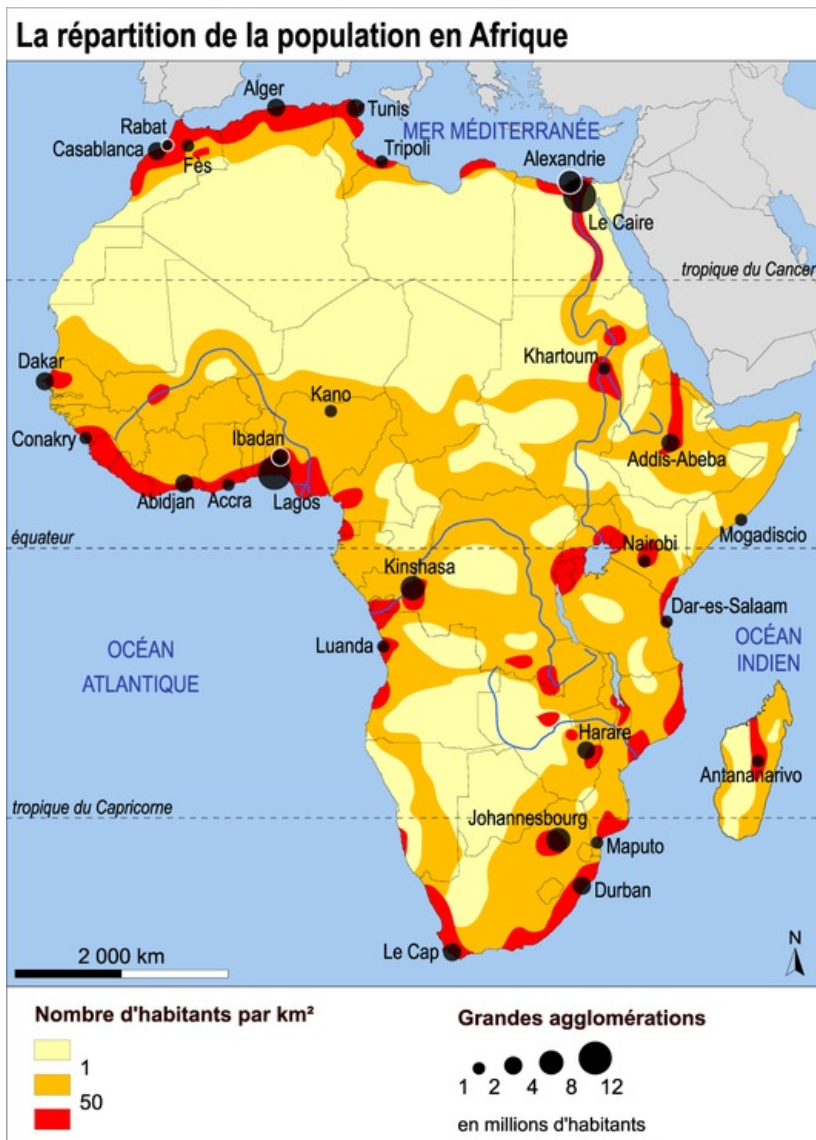 La répartition de la population en Afrique
Alger
Tunis
MER MÉDITERRANÉE
Rabat
Casablanca
Fès
Tripoli
Alexandrie
Le Caire
tropique du Cancer
Dakar
Khartoum
Kano
Conakry
Ibadan
Addis-Abeba
Abidjan
Accra
Lagos
Mogadiscio
équateur
Nairobi
Kinshasa
Dar-es-Salaam
OCÉAN
ATLANTIQUE
Luanda
OCÉAN
INDIEN
Harare
Antananarivo
tropique du Capricorne
Johannesbourg
Maputo
Durban
Le Cap
2 000 km
N
Nombre d'habitants par km²
1
50
Grandes agglomérations
1 2 4 8 12
en millions d'habitants